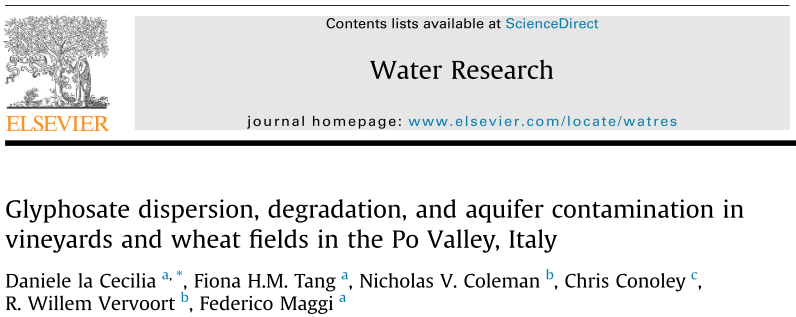 Contents lists available at ScienceDirect
Water Research
ELSEVIER
journal homepage: www.elsevier.com/locate/watres
Glyphosate dispersion, degradation, and aquifer contamination in
vineyards and wheat fields in the Po Valley, Italy
Daniele la Cecilia a, *, Fiona H.M. Tang a, Nicholas V. Coleman b, Chris Conoley c,
R. Willem Vervoort b, Federico Maggi a